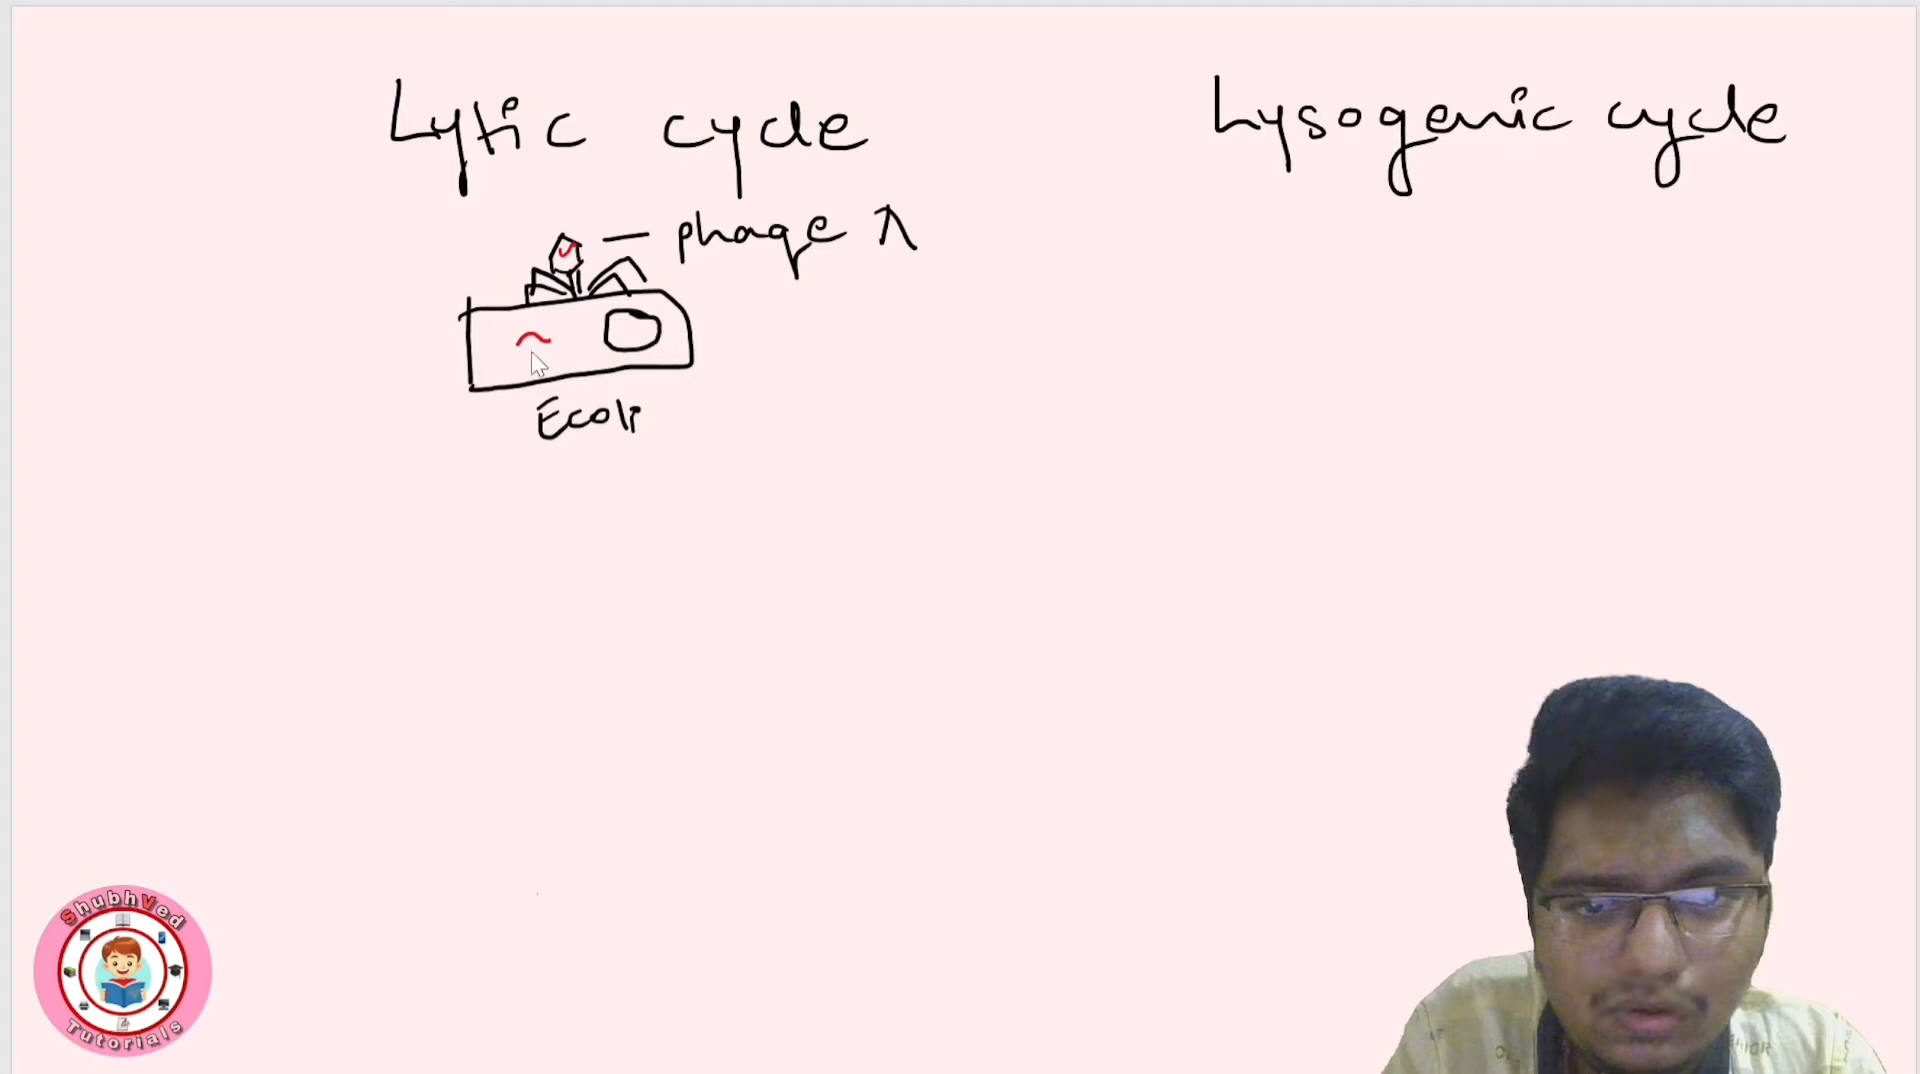 Lytic cycle
Lysogenic cycle
phage λ
Ecoli
ShubhVed
Tutorials